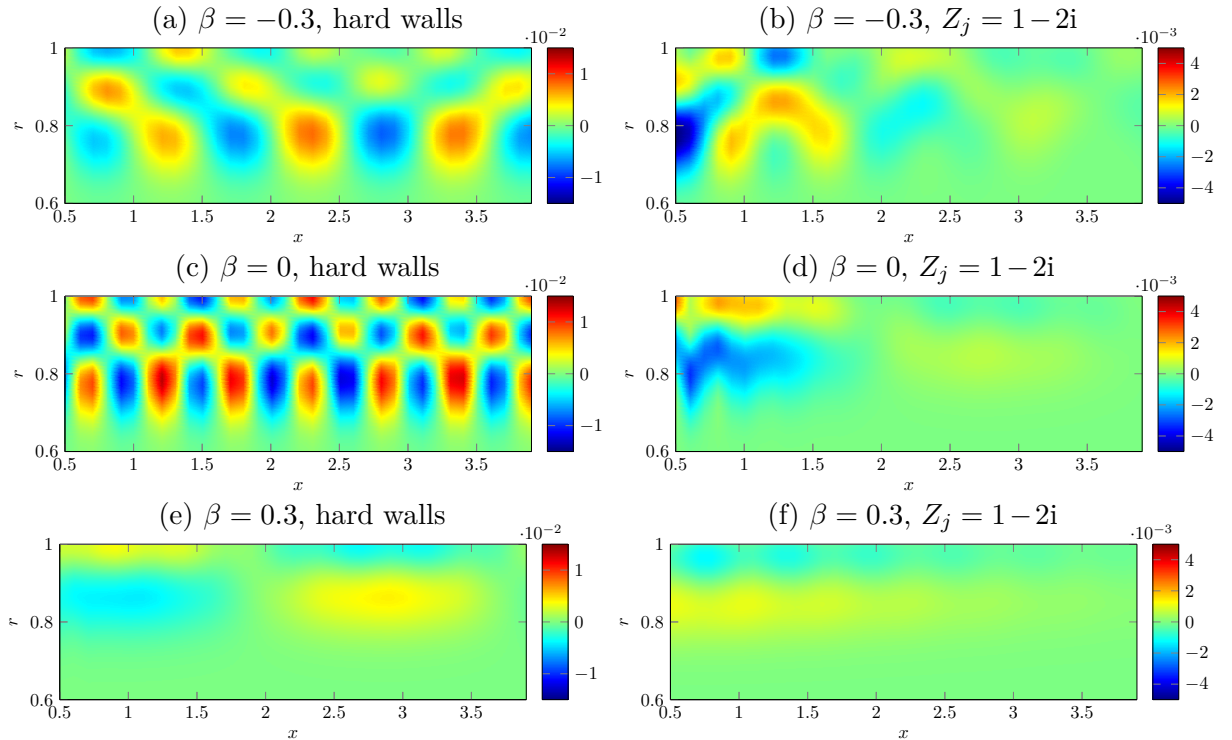 (a) β = −0.3, hard walls
(b) β = −0.3, Z_j = 1−2i
·10⁻²
·10⁻³
1
0.8
0.6
r
0.5 1 1.5 2 2.5 3 3.5
x
1
0
−1
1
0.8
0.6
r
0.5 1 1.5 2 2.5 3 3.5
x
4
2
0
−2
−4
(c) β = 0, hard walls
(d) β = 0, Z_j = 1−2i
·10⁻²
·10⁻³
1
0.8
0.6
r
0.5 1 1.5 2 2.5 3 3.5
x
1
0
−1
1
0.8
0.6
r
0.5 1 1.5 2 2.5 3 3.5
x
4
2
0
−2
−4
(e) β = 0.3, hard walls
(f) β = 0.3, Z_j = 1−2i
·10⁻²
·10⁻³
1
0.8
0.6
r
0.5 1 1.5 2 2.5 3 3.5
x
1
0
−1
1
0.8
0.6
r
0.5 1 1.5 2 2.5 3 3.5
x
4
2
0
−2
−4